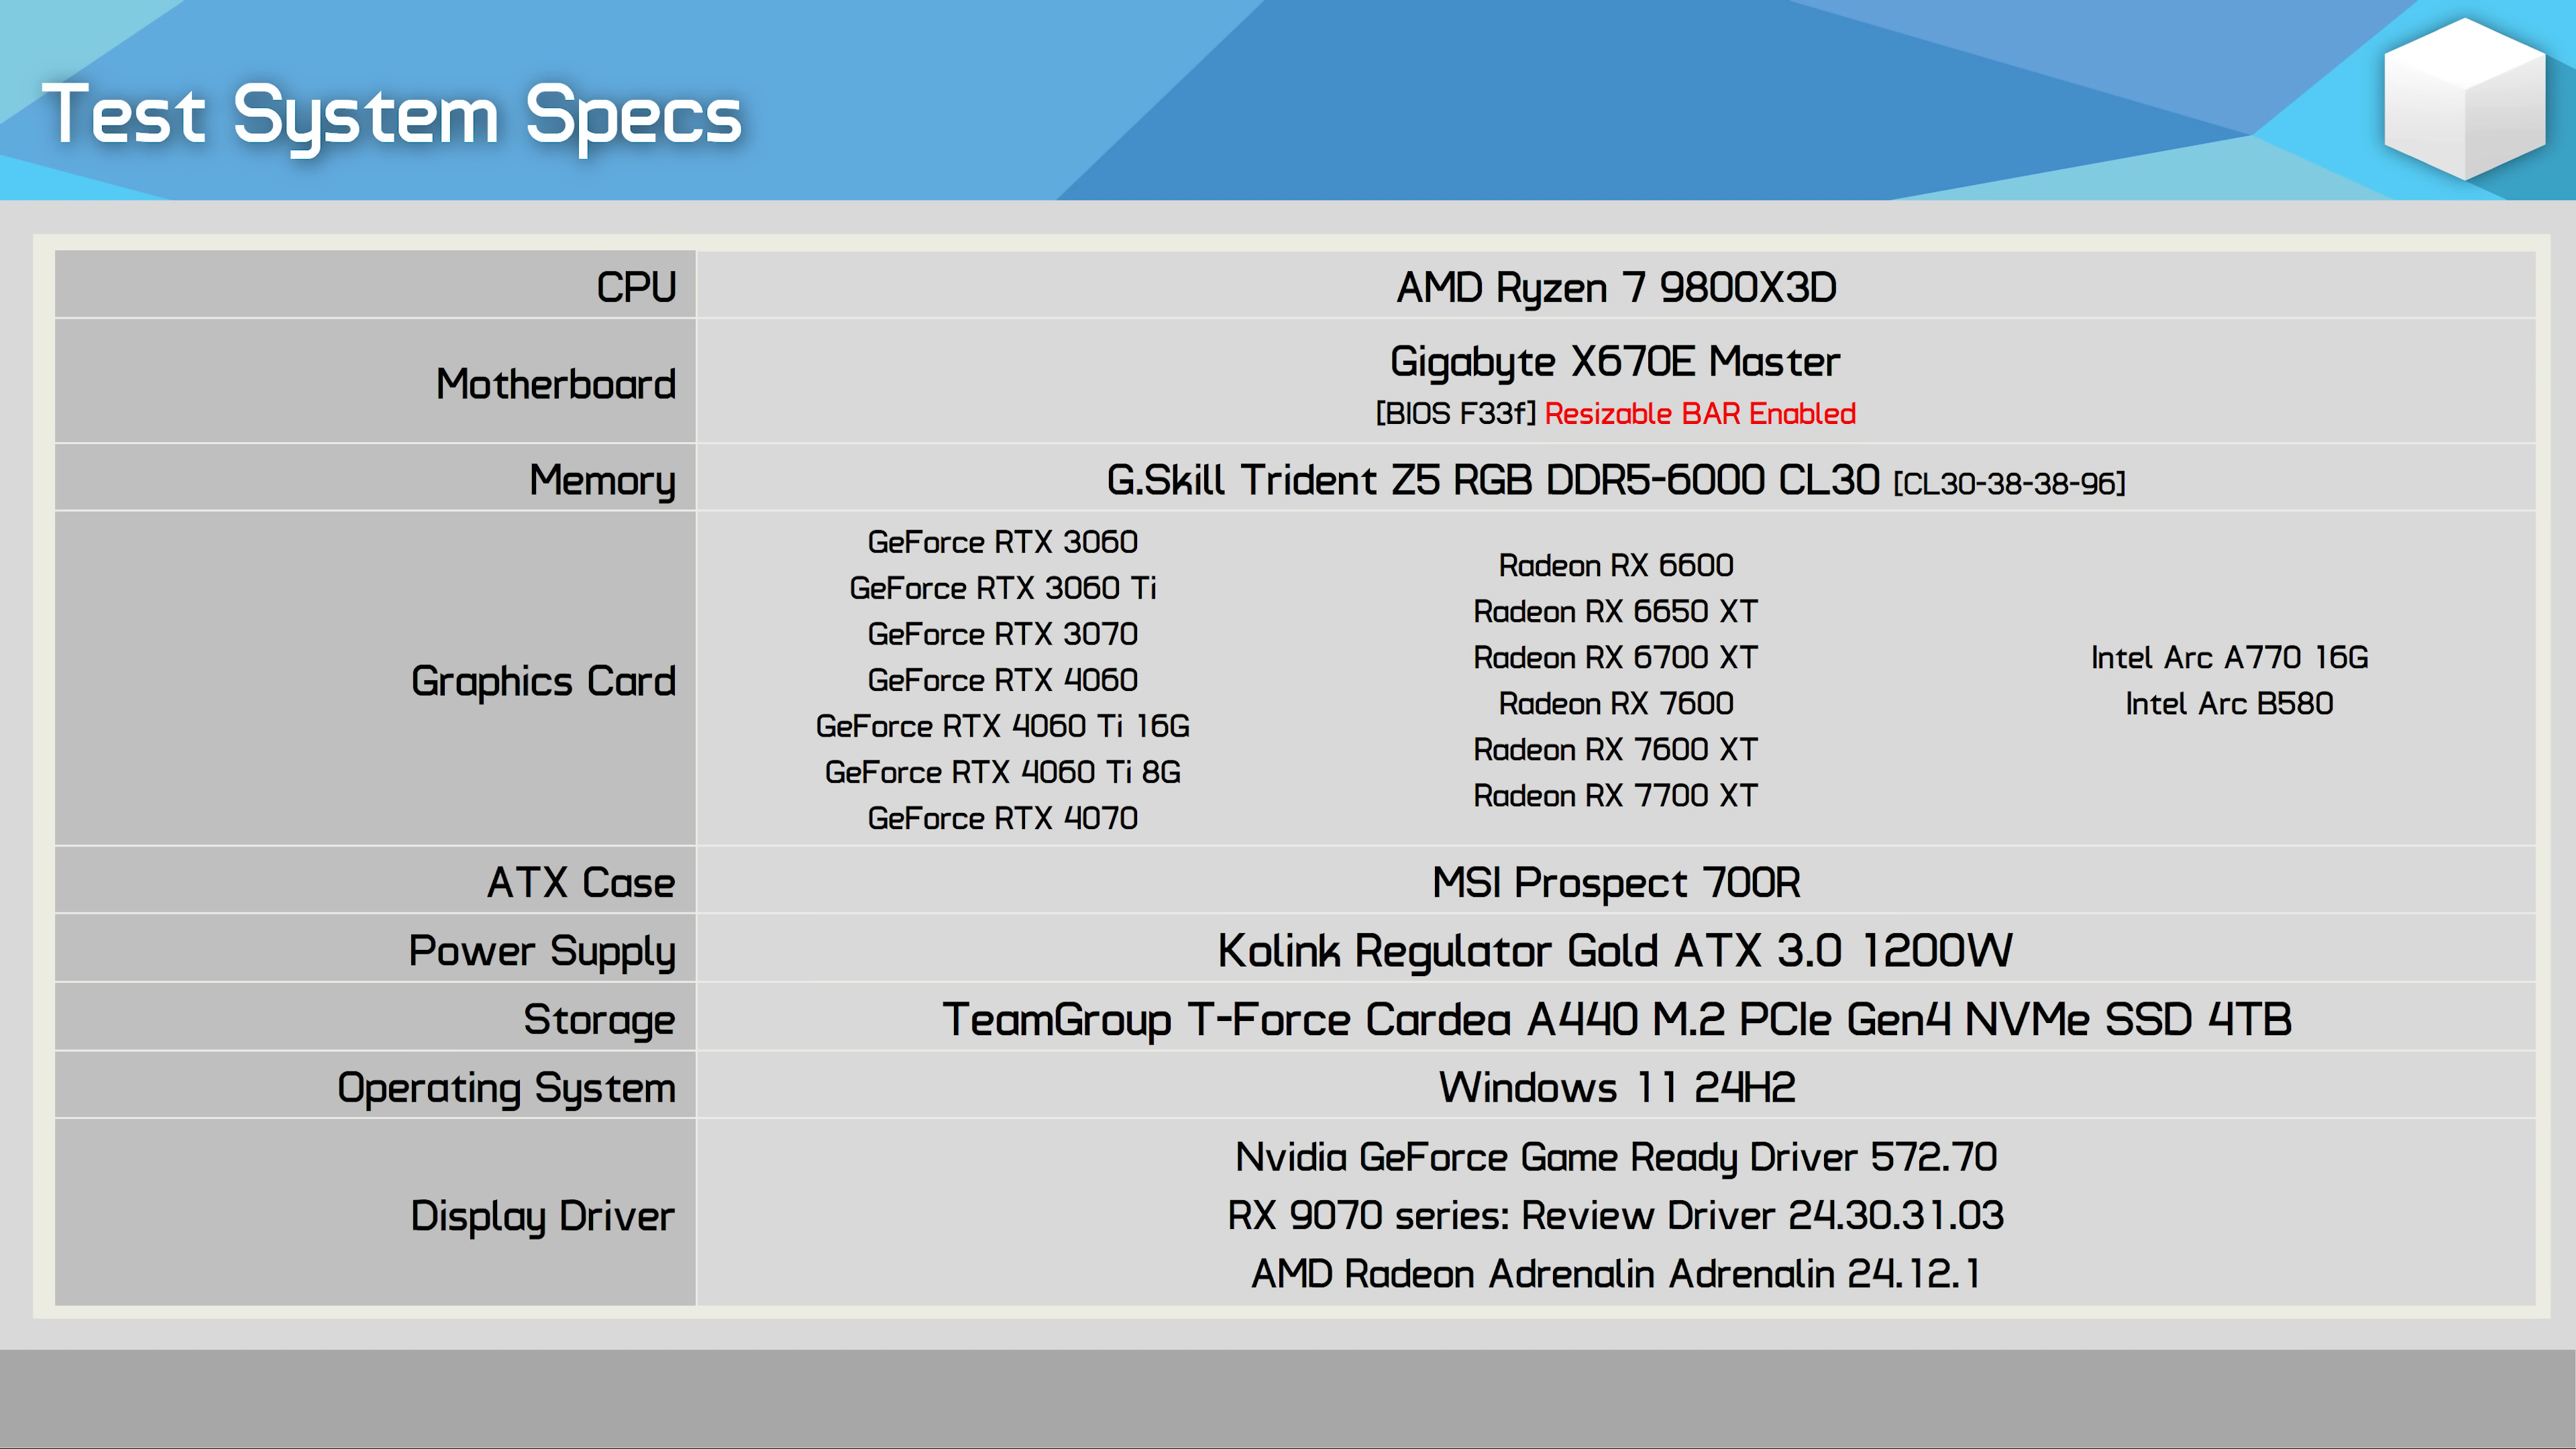 Test System Specs
CPU
AMD Ryzen 7 9800X3D
Motherboard
Gigabyte X670E Master
[BIOS F33f] Resizable BAR Enabled
Memory
G.Skill Trident Z5 RGB DDR5-6000 CL30 [CL30-38-38-96]
Graphics Card
GeForce RTX 3060
GeForce RTX 3060 Ti
GeForce RTX 3070
GeForce RTX 4060
GeForce RTX 4060 Ti 16G
GeForce RTX 4060 Ti 8G
GeForce RTX 4070
Radeon RX 6600
Radeon RX 6650 XT
Radeon RX 6700 XT
Radeon RX 7600
Radeon RX 7600 XT
Radeon RX 7700 XT
Intel Arc A770 16G
Intel Arc B580
ATX Case
MSI Prospect 700R
Power Supply
Kolink Regulator Gold ATX 3.0 1200W
Storage
TeamGroup T-Force Cardea A440 M.2 PCIe Gen4 NVMe SSD 4TB
Operating System
Windows 11 24H2
Display Driver
Nvidia GeForce Game Ready Driver 572.70
RX 9070 series: Review Driver 24.30.31.03
AMD Radeon Adrenalin Adrenalin 24.12.1